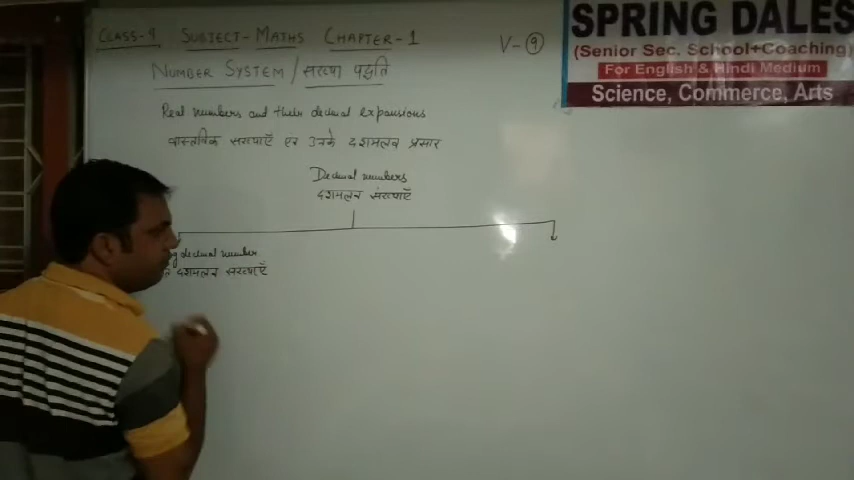 CLASS-9 SUBJECT-MATHS CHAPTER-1
V-9
NUMBER SYSTEM / संख्या पद्धति
Real numbers and their decimal expansions
वास्तविक संख्याएँ एवं उनके दशमलव प्रसार
Decimal numbers
दशमलव संख्याएँ
decimal number
दशमलव संख्याएँ
SPRING DALES
(Senior Sec. School+Coaching)
For English & Hindi Medium
Science, Commerce, Arts